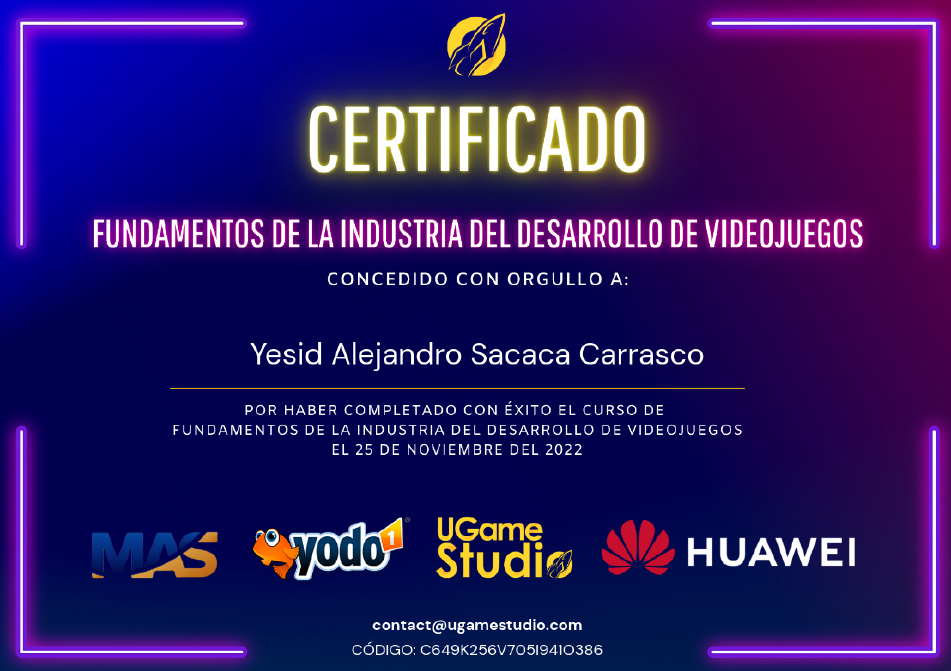 CERTIFICADO
FUNDAMENTOS DE LA INDUSTRIA DEL DESARROLLO DE VIDEOJUEGOS
CONCEDIDO CON ORGULLO A:
Yesid Alejandro Sacaca Carrasco
POR HABER COMPLETADO CON ÉXITO EL CURSO DE
FUNDAMENTOS DE LA INDUSTRIA DEL DESARROLLO DE VIDEOJUEGOS
EL 25 DE NOVIEMBRE DEL 2022
MAS yodo1® UGame Studio HUAWEI
contact@ugamestudio.com
CÓDIGO: C649K256V705I941O386